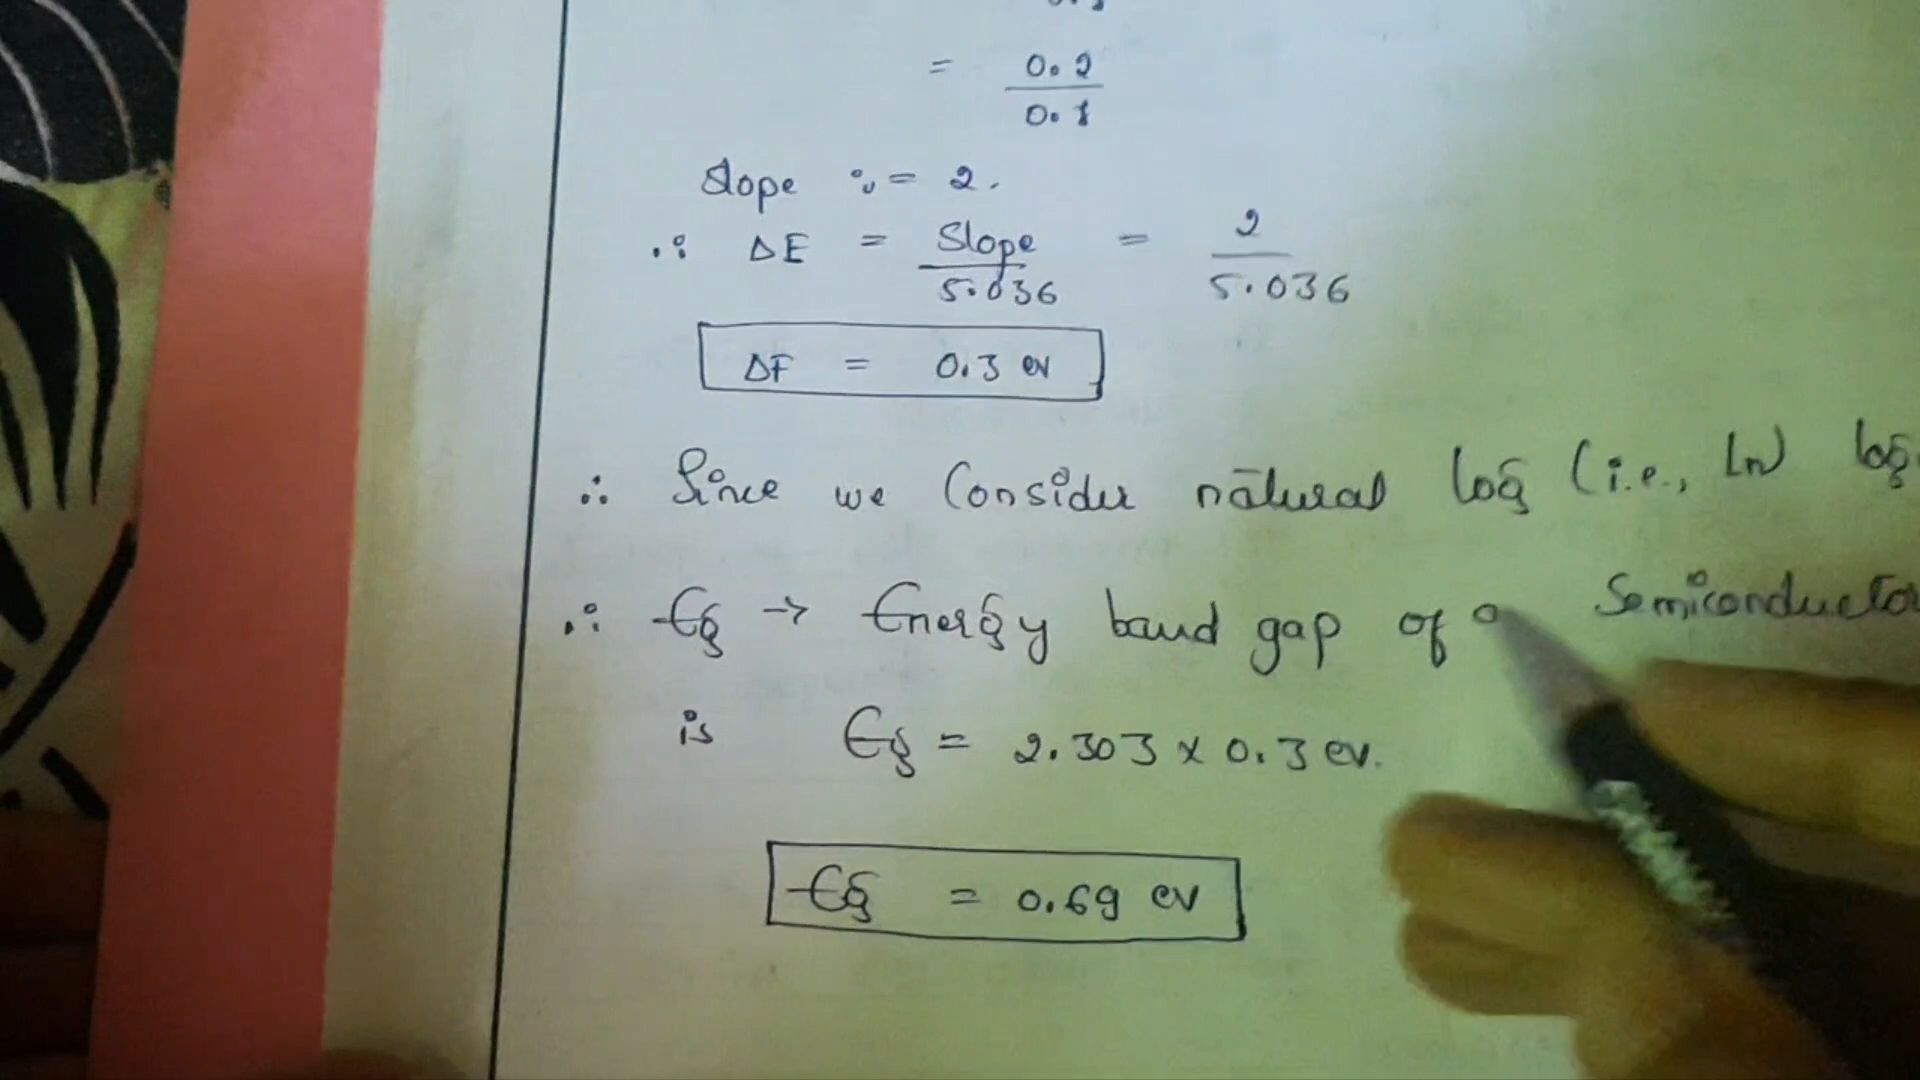 = 0.2
0.1
Slope %= 2.
∴ ΔE = Slope = 2
5.036 5.036
ΔF = 0.3 ev
∴ Since we Consider natural log (i.e., ln) log
∴ Eg → Energy band gap of a Semiconductor
is Eg = 2.303 x 0.3 ev.
Eg = 0.69 ev